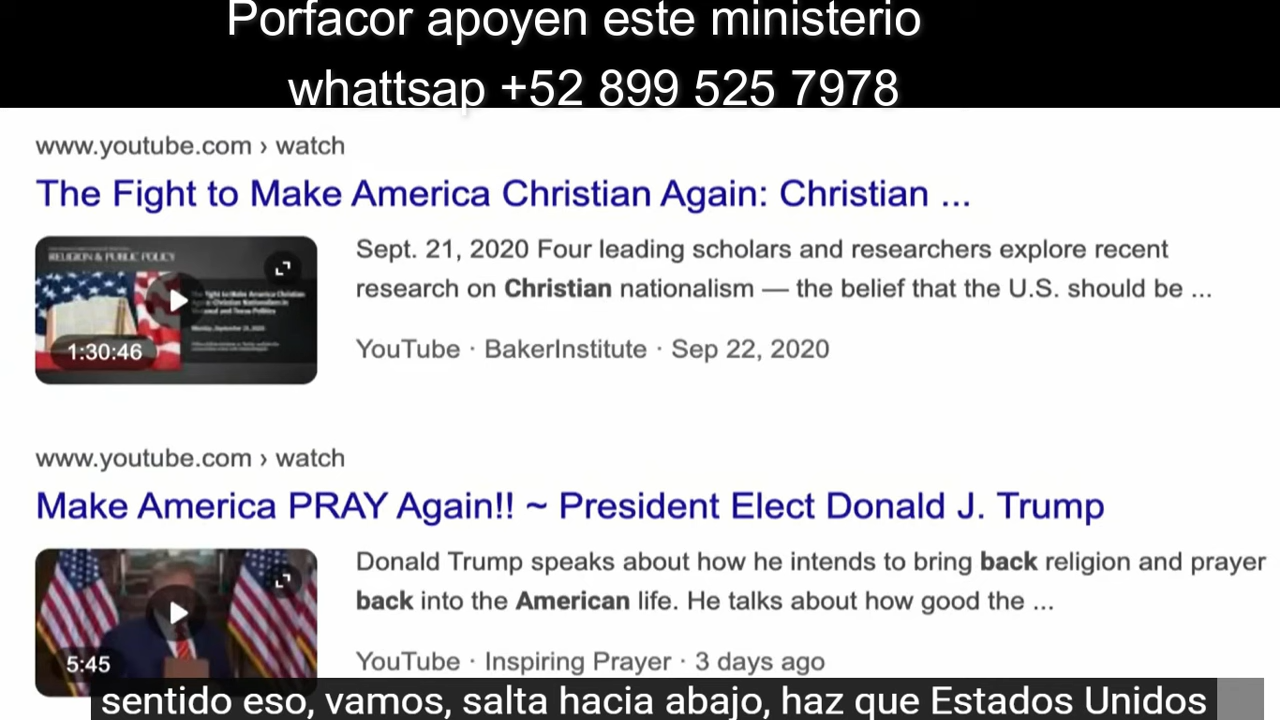 Porfacor apoyen este ministerio
whattsap +52 899 525 7978
www.youtube.com › watch
The Fight to Make America Christian Again: Christian ...
RELIGION & PUBLIC POLICY
1:30:46
Sept. 21, 2020 Four leading scholars and researchers explore recent
research on Christian nationalism — the belief that the U.S. should be ...
YouTube · BakerInstitute · Sep 22, 2020
www.youtube.com › watch
Make America PRAY Again!! ~ President Elect Donald J. Trump
5:45
Donald Trump speaks about how he intends to bring back religion and prayer
back into the American life. He talks about how good the ...
YouTube · Inspiring Prayer · 3 days ago
sentido eso, vamos, salta hacia abajo, haz que Estados Unidos